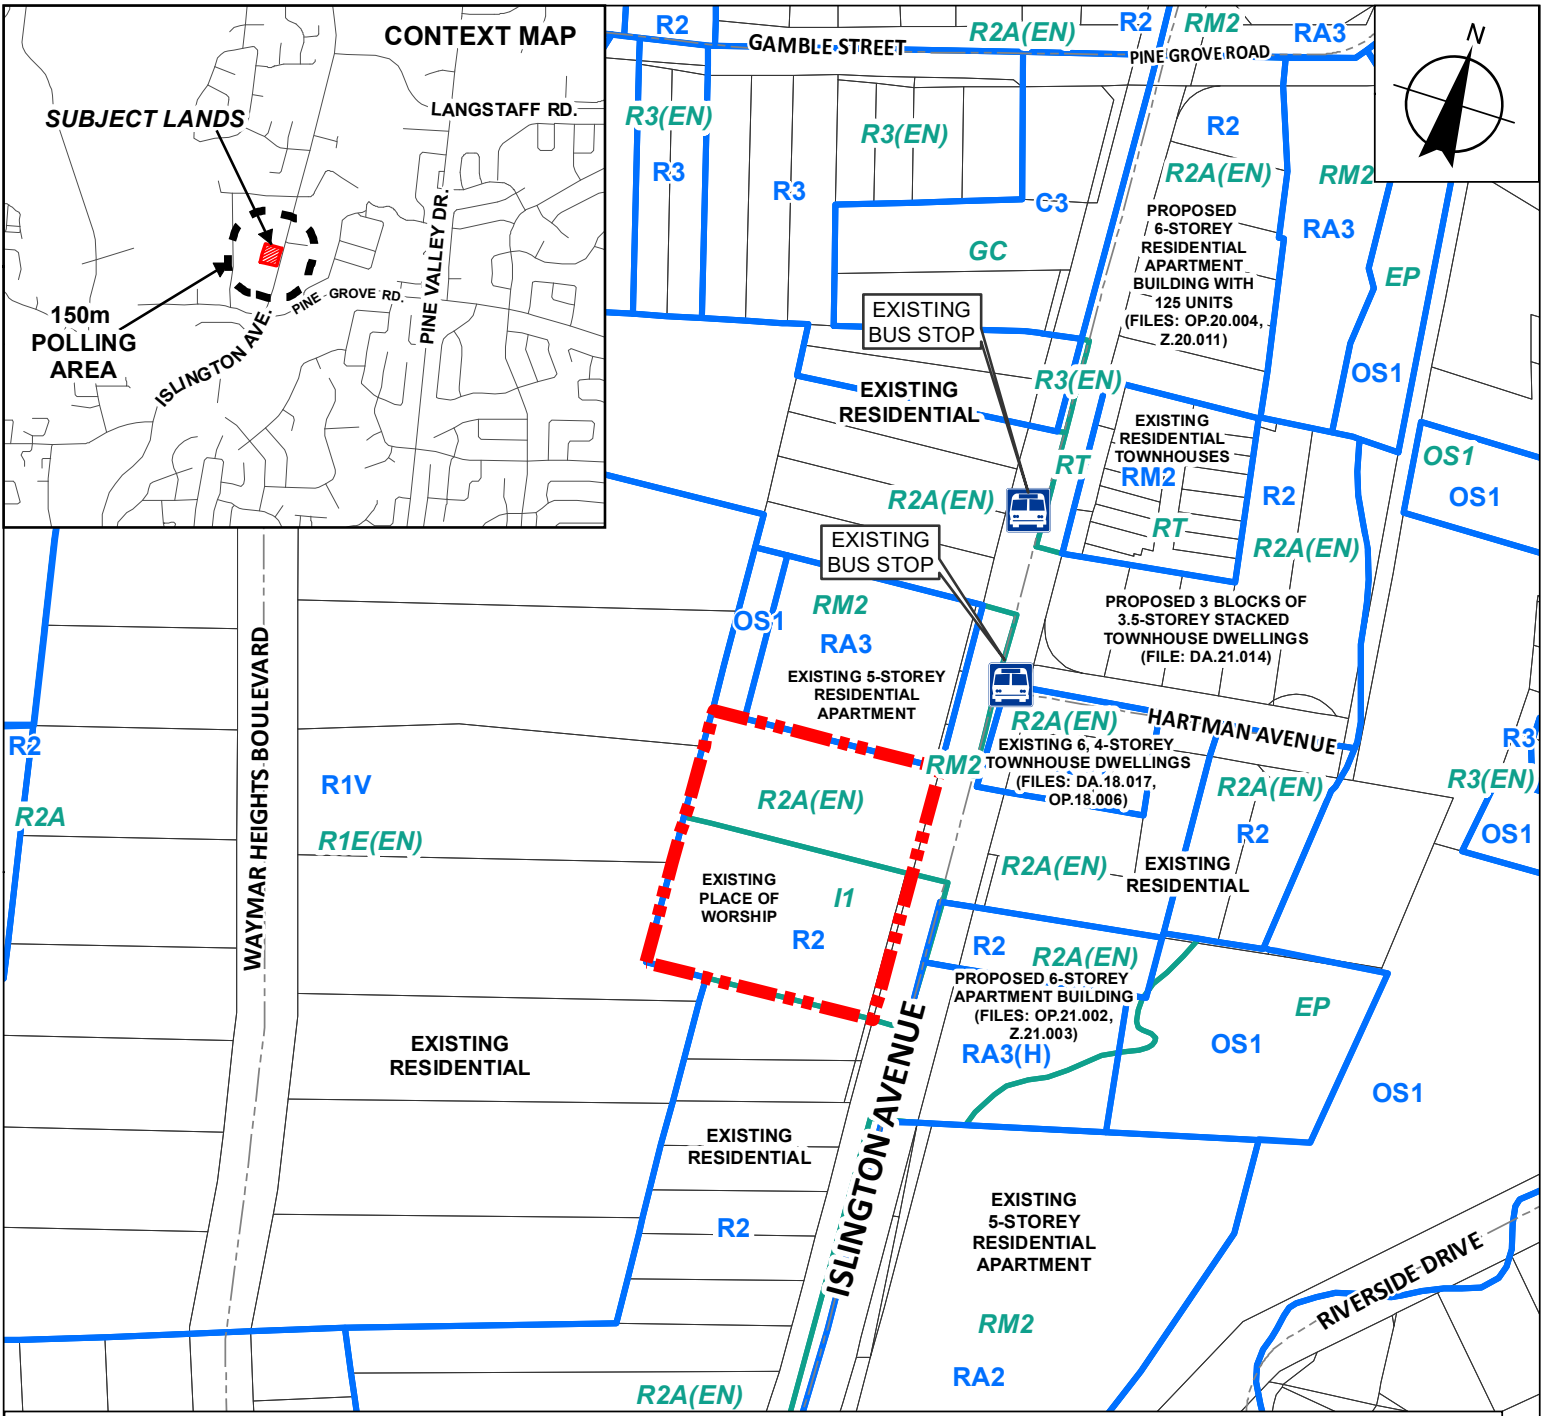 CONTEXT MAP
SUBJECT LANDS
LANGSTAFF RD.
PINE VALLEY DR.
PINE GROVE RD.
ISLINGTON AVE.
150m
POLLING
AREA
N
R2
R2A(EN)
R2
RM2
RA3
GAMBLE STREET
PINE GROVE ROAD
R3(EN)
R3
R3
R3(EN)
C3
GC
R2
R2A(EN)
RM2
RA3
EP
OS1
PROPOSED
6-STOREY
RESIDENTIAL
APARTMENT
BUILDING WITH
125 UNITS
(FILES: OP.20.004,
Z.20.011)
EXISTING
BUS STOP
EXISTING
RESIDENTIAL
R3(EN)
RT
R2A(EN)
EXISTING
RESIDENTIAL
TOWNHOUSES
RM2
RT
R2
R2A(EN)
OS1
OS1
EXISTING
BUS STOP
OS1
RM2
RA3
EXISTING 5-STOREY
RESIDENTIAL
APARTMENT
PROPOSED 3 BLOCKS OF
3.5-STOREY STACKED
TOWNHOUSE DWELLINGS
(FILE: DA.21.014)
HARTMAN AVENUE
R2A(EN)
EXISTING 6, 4-STOREY
TOWNHOUSE DWELLINGS
(FILES: DA.18.017,
OP.18.006)
RM2
R2A(EN)
R2
R3
R3(EN)
OS1
R2A(EN)
EXISTING
RESIDENTIAL
R2
R2A
WAYMAR HEIGHTS BOULEVARD
R1V
R1E(EN)
R2A(EN)
EXISTING
PLACE OF
WORSHIP
I1
R2
R2
R2A(EN)
PROPOSED 6-STOREY
APARTMENT BUILDING
(FILES: OP.21.002,
Z.21.003)
RA3(H)
EP
OS1
OS1
EXISTING
RESIDENTIAL
EXISTING
RESIDENTIAL
R2
ISLINGTON AVENUE
EXISTING
5-STOREY
RESIDENTIAL
APARTMENT
RM2
RA2
RIVERSIDE DRIVE
R2A(EN)